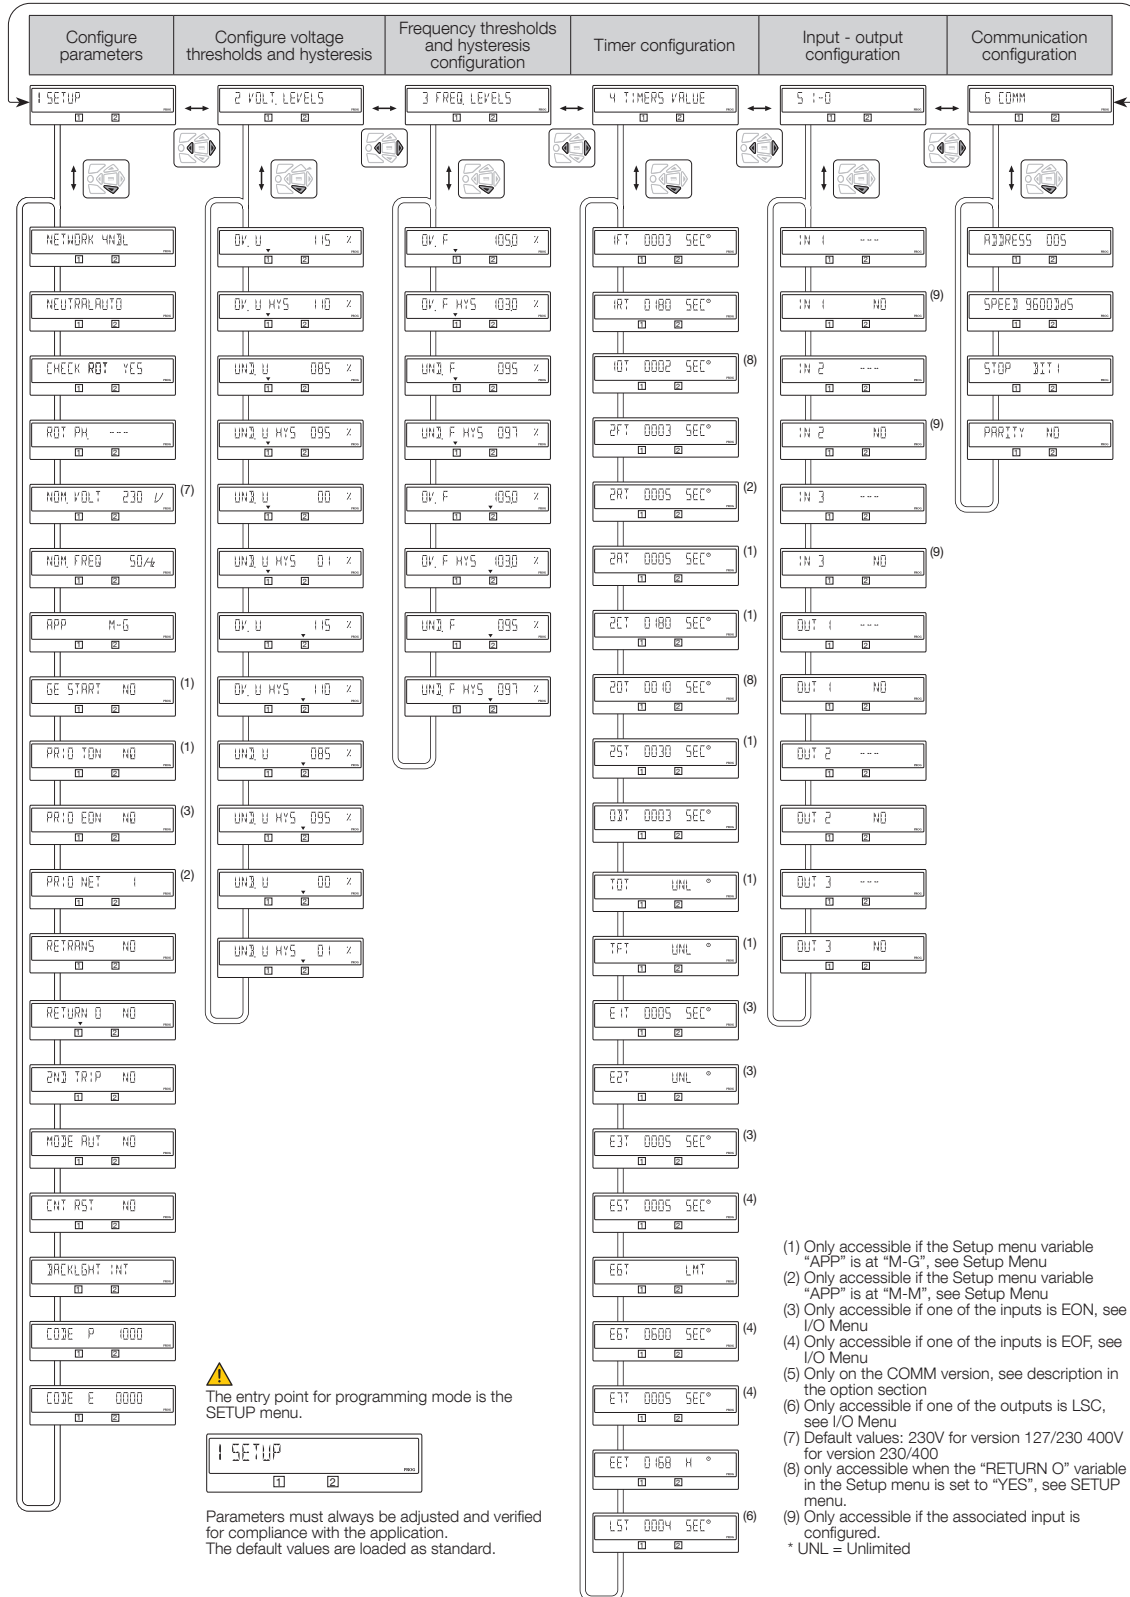 Configure
parameters
Configure voltage
thresholds and hysteresis
Frequency thresholds
and hysteresis
configuration
Timer configuration
Input - output
configuration
Communication
configuration
1 SETUP
2 VOLT. LEVELS
3 FREQ. LEVELS
4 TIMERS VALUE
5 I-O
6 COMM
NETWORK 4NBL
NEUTRALAUTO
CHECK ROT YES
ROT PH. ---
NOM. VOLT 230 V (7)
NOM. FREQ 50Hz
APP M-G
GE START NO (1)
PRIO TON NO (1)
PRIO EON NO (3)
PRIO NET 1 (2)
RETRANS NO
RETURN 0 NO
2ND TRIP NO
MODE AUT NO
CNT RST NO
BACKLGHT INT
CODE P 1000
CODE E 0000
OV. U 115 %
OV. U HYS 110 %
UND. U 085 %
UND. U HYS 095 %
UND. U 00 %
UND. U HYS 01 %
OV. U 115 %
OV. U HYS 110 %
UND. U 085 %
UND. U HYS 095 %
UND. U 00 %
UND. U HYS 01 %
OV. F 105.0 %
OV. F HYS 103.0 %
UND. F 095 %
UND. F HYS 097 %
OV. F 105.0 %
OV. F HYS 103.0 %
UND. F 095 %
UND. F HYS 097 %
1FT 0003 SEC
1RT 0180 SEC
1OT 0002 SEC (8)
2FT 0003 SEC
2RT 0005 SEC (2)
2AT 0005 SEC (1)
2CT 0180 SEC (1)
2OT 0010 SEC (8)
2ST 0030 SEC (1)
ODT 0003 SEC
TOT UNL (1)
TFT UNL (1)
E1T 0005 SEC (3)
E2T UNL (3)
E3T 0005 SEC (3)
E5T 0005 SEC (4)
E6T LMT
E6T 0600 SEC (4)
E7T 0005 SEC (4)
EET 0168 H
LST 0004 SEC (6)
IN 1 ---
IN 1 NO (9)
IN 2 ---
IN 2 NO (9)
IN 3 ---
IN 3 NO (9)
OUT 1 ---
OUT 1 NO
OUT 2 ---
OUT 2 NO
OUT 3 ---
OUT 3 NO
ADDRESS 005
SPEED 9600BdS
STOP BIT1
PARITY NO
The entry point for programming mode is the
SETUP menu.
1 SETUP
PROG
1 2
Parameters must always be adjusted and verified
for compliance with the application.
The default values are loaded as standard.
(1) Only accessible if the Setup menu variable
“APP” is at “M-G”, see Setup Menu
(2) Only accessible if the Setup menu variable
“APP” is at “M-M”, see Setup Menu
(3) Only accessible if one of the inputs is EON, see
I/O Menu
(4) Only accessible if one of the inputs is EOF, see
I/O Menu
(5) Only on the COMM version, see description in
the option section
(6) Only accessible if one of the outputs is LSC,
see I/O Menu
(7) Default values: 230V for version 127/230 400V
for version 230/400
(8) only accessible when the “RETURN O” variable
in the Setup menu is set to “YES”, see SETUP
menu.
(9) Only accessible if the associated input is
configured.
* UNL = Unlimited